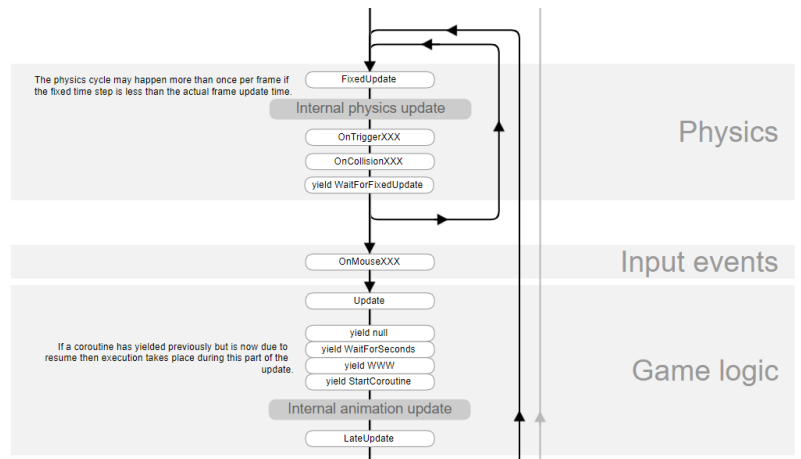 The physics cycle may happen more than once per frame if
the fixed time step is less than the actual frame update time.
FixedUpdate
Internal physics update
OnTriggerXXX
OnCollisionXXX
yield WaitForFixedUpdate
Physics
OnMouseXXX
Input events
Update
If a coroutine has yielded previously but is now due to
resume then execution takes place during this part of the
update.
yield null
yield WaitForSeconds
yield WWW
yield StartCoroutine
Internal animation update
LateUpdate
Game logic